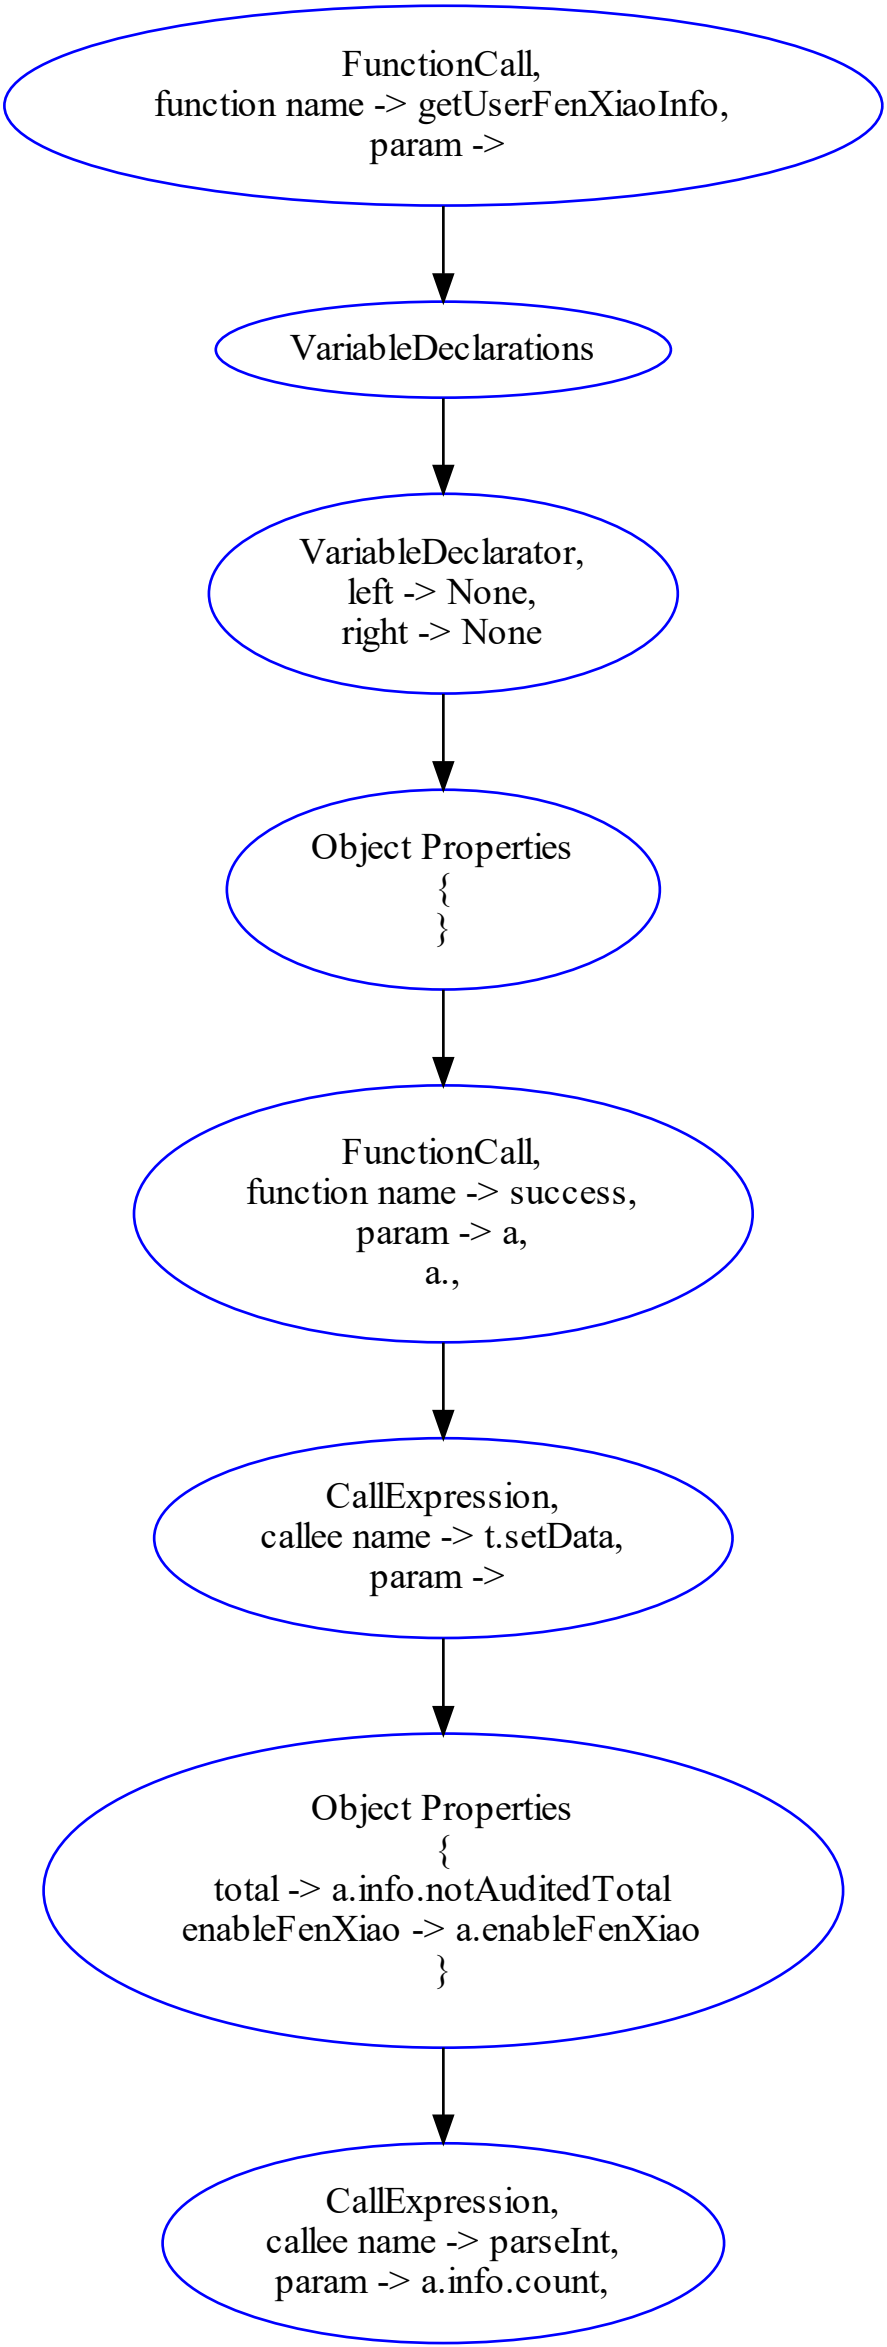 FunctionCall,
function name -> getUserFenXiaoInfo,
param ->
VariableDeclarations
VariableDeclarator,
left -> None,
right -> None
Object Properties
{
}
FunctionCall,
function name -> success,
param -> a,
a.,
CallExpression,
callee name -> t.setData,
param ->
Object Properties
{
total -> a.info.notAuditedTotal
enableFenXiao -> a.enableFenXiao
}
CallExpression,
callee name -> parseInt,
param -> a.info.count,